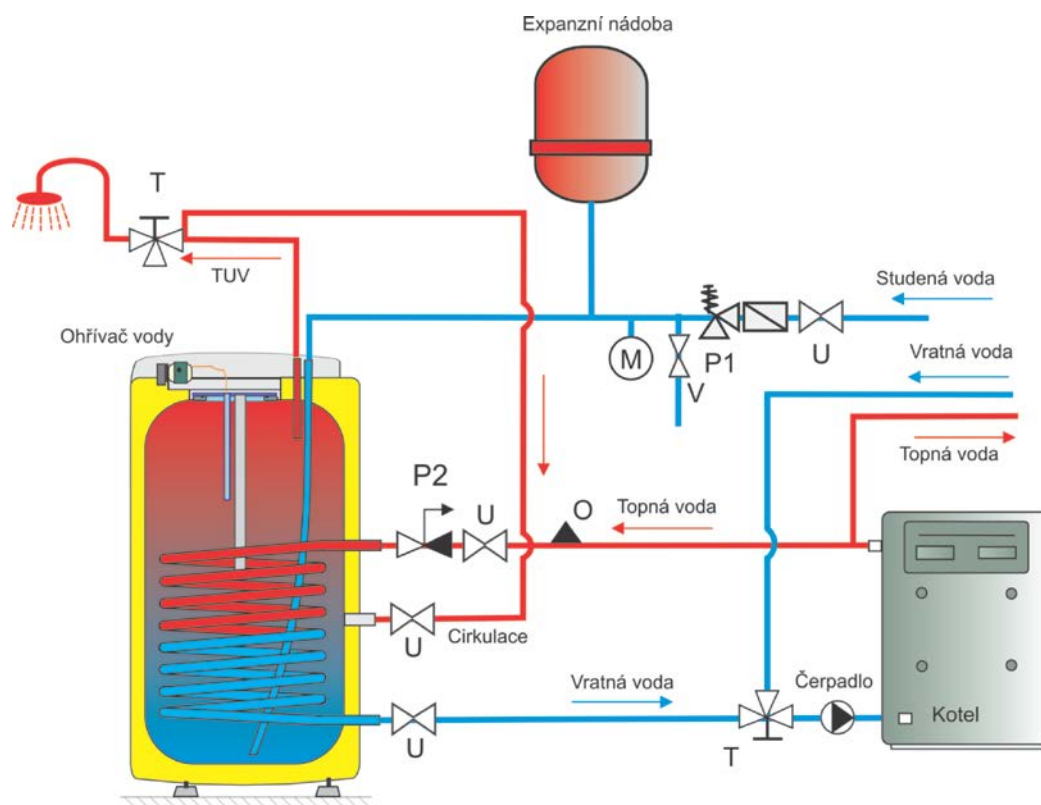 Expanzní nádoba
T
TUV
Studená voda
Ohřívač vody
M
V
P1
U
Vratná voda
Topná voda
P2
U
Topná voda
O
U
Cirkulace
Vratná voda
U
T
Čerpadlo
Kotel